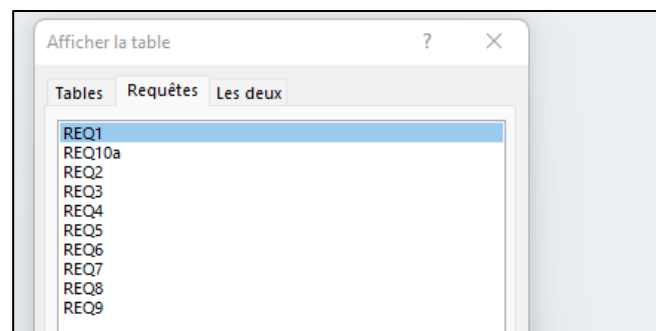 Afficher la table ? ×
Tables Requêtes Les deux
REQ1
REQ10a
REQ2
REQ3
REQ4
REQ5
REQ6
REQ7
REQ8
REQ9